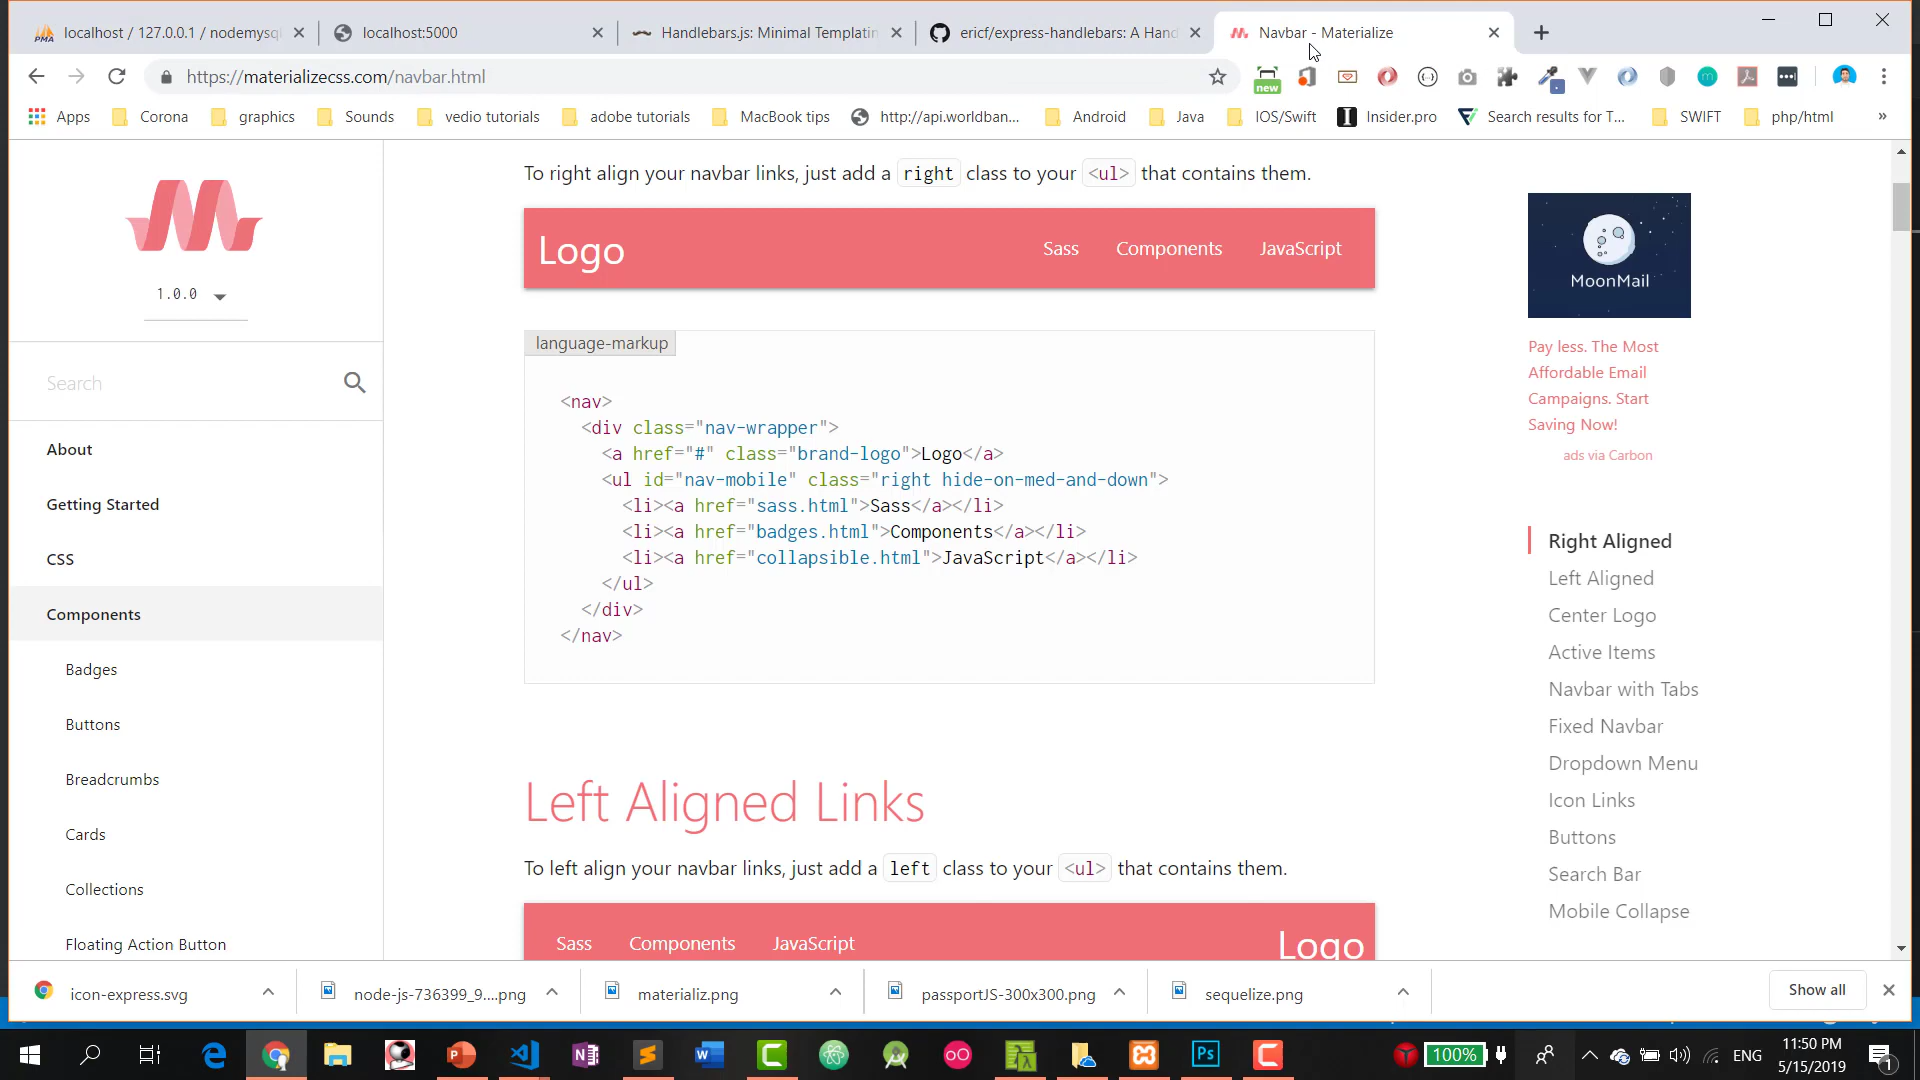 localhost / 127.0.0.1 / nodemysql
localhost:5000
Handlebars.js: Minimal Templatin
ericf/express-handlebars: A Hand
Navbar - Materialize
https://materializecss.com/navbar.html
new
Apps
Corona
graphics
Sounds
vedio tutorials
adobe tutorials
MacBook tips
http://api.worldban...
Android
Java
IOS/Swift
Insider.pro
Search results for T...
SWIFT
php/html
»
1.0.0
Search
About
Getting Started
CSS
Components
Badges
Buttons
Breadcrumbs
Cards
Collections
Floating Action Button
To right align your navbar links, just add a right class to your <ul> that contains them.
Logo
Sass
Components
JavaScript
language-markup
<nav>
<div class="nav-wrapper">
<a href="#" class="brand-logo">Logo</a>
<ul id="nav-mobile" class="right hide-on-med-and-down">
<li><a href="sass.html">Sass</a></li>
<li><a href="badges.html">Components</a></li>
<li><a href="collapsible.html">JavaScript</a></li>
</ul>
</div>
</nav>
Left Aligned Links
To left align your navbar links, just add a left class to your <ul> that contains them.
Sass
Components
JavaScript
Logo
MoonMail
Pay less. The Most
Affordable Email
Campaigns. Start
Saving Now!
ads via Carbon
Right Aligned
Left Aligned
Center Logo
Active Items
Navbar with Tabs
Fixed Navbar
Dropdown Menu
Icon Links
Buttons
Search Bar
Mobile Collapse
icon-express.svg
node-js-736399_9....png
materializ.png
passportJS-300x300.png
sequelize.png
Show all
100%
ENG
11:50 PM
5/15/2019
1